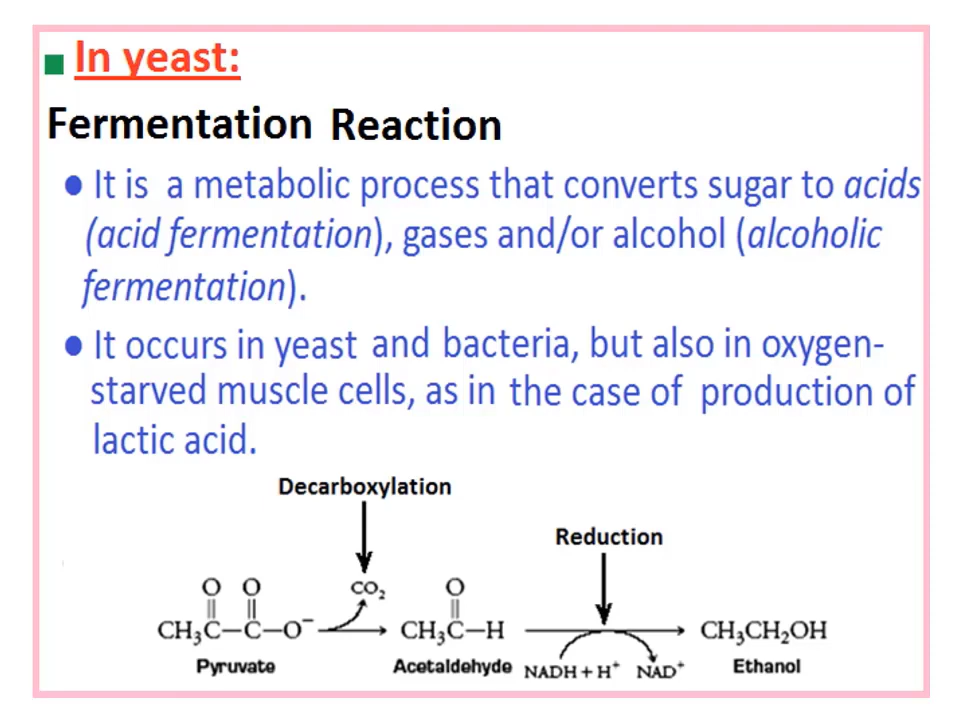 In yeast:
Fermentation Reaction
• It is a metabolic process that converts sugar to acids
(acid fermentation), gases and/or alcohol (alcoholic
fermentation).
• It occurs in yeast and bacteria, but also in oxygen-
starved muscle cells, as in the case of production of
lactic acid.
Decarboxylation
Reduction
O O CO₂ O
CH₃C–C–O⁻ CH₃C–H CH₃CH₂OH
Pyruvate Acetaldehyde NADH + H⁺ NAD⁺ Ethanol